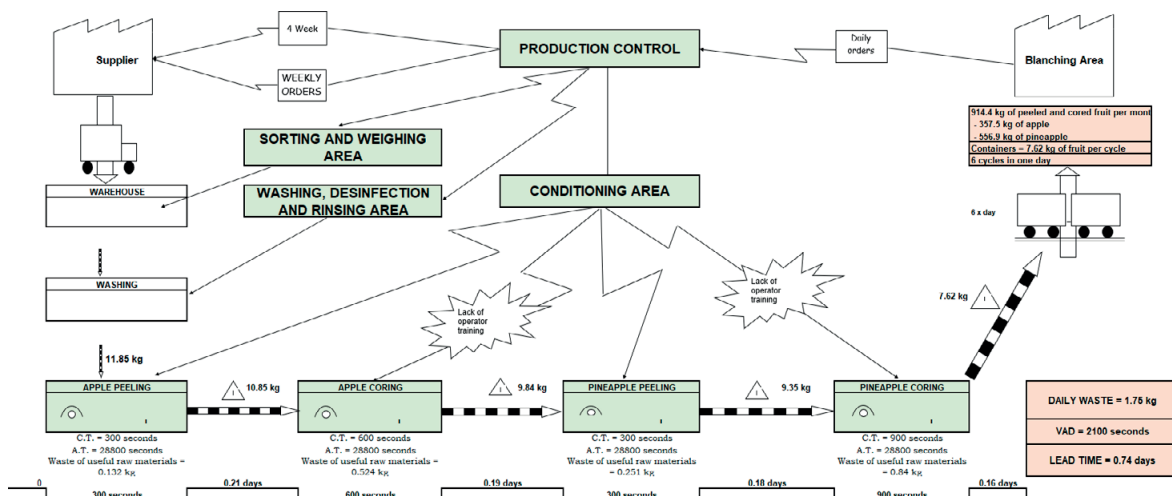 Supplier
4 Week
WEEKLY
ORDERS
PRODUCTION CONTROL
Daily
orders
Blanching Area
914.4 kg of peeled and cored fruit per mont
- 357.5 kg of apple
- 556.9 kg of pineapple
Containers = 7.62 kg of fruit per cycle
6 cycles in one day
SORTING AND WEIGHING
AREA
WAREHOUSE
WASHING, DESINFECTION
AND RINSING AREA
CONDITIONING AREA
6 x day
WASHING
Lack of
operator
training
Lack of
operator
training
7.62 kg
I
11.85 kg
APPLE PEELING
I
10.85 kg
APPLE CORING
I
9.84 kg
PINEAPPLE PEELING
I
9.35 kg
PINEAPPLE CORING
C.T. = 300 seconds
A.T. = 28800 seconds
Waste of useful raw materials =
0.132 kg
C.T. = 600 seconds
A.T. = 28800 seconds
Waste of useful raw materials =
0.524 kg
C.T. = 300 seconds
A.T. = 28800 seconds
Waste of useful raw materials =
0.251 kg
C.T. = 900 seconds
A.T. = 28800 seconds
Waste of useful raw materials
= 0.84 kg
DAILY WASTE = 1.75 kg
VAD = 2100 seconds
LEAD TIME = 0.74 days
0
300 seconds
0.21 days
600 seconds
0.19 days
300 seconds
0.18 days
900 seconds
0.16 days